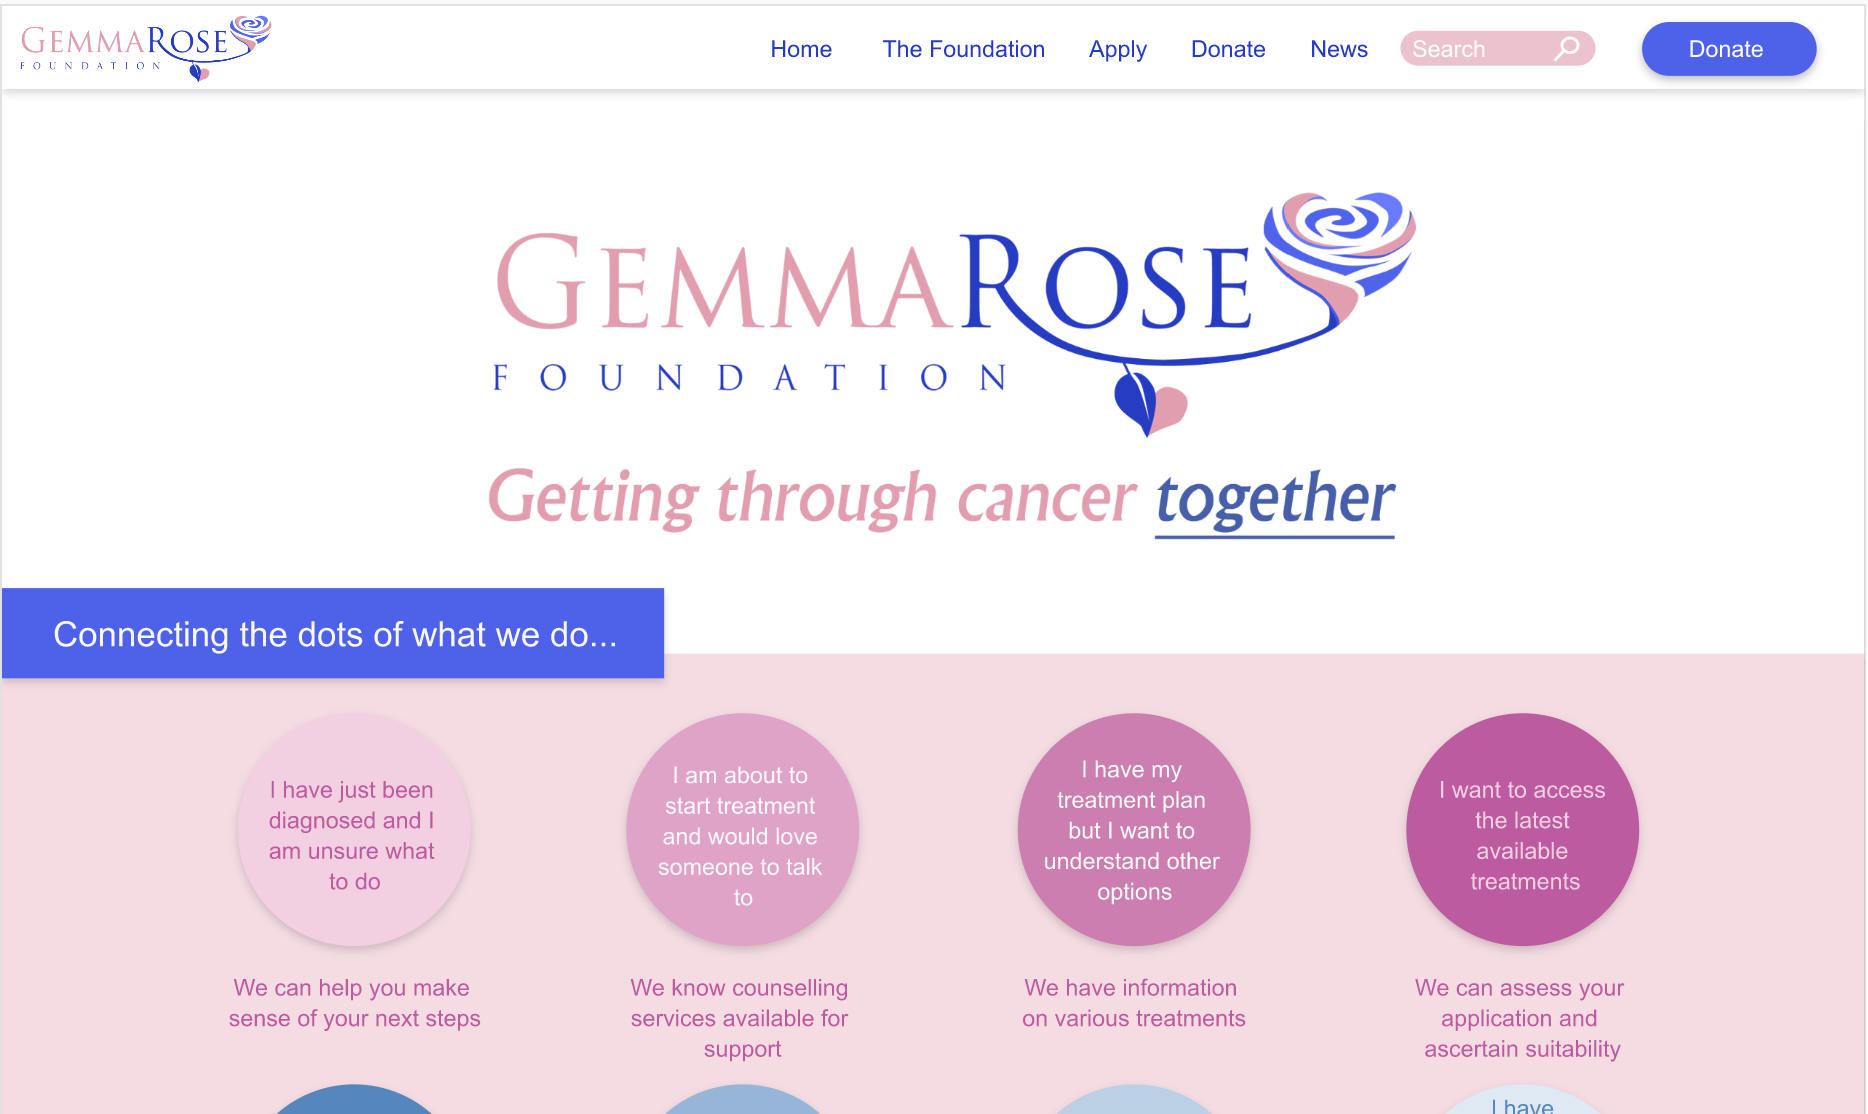 GEMMAROSE
FOUNDATION
Home
The Foundation
Apply
Donate
News
Search
Donate
GEMMAROSE
FOUNDATION
Getting through cancer together
Connecting the dots of what we do...
I have just been
diagnosed and I
am unsure what
to do
I am about to
start treatment
and would love
someone to talk
to
I have my
treatment plan
but I want to
understand other
options
I want to access
the latest
available
treatments
We can help you make
sense of your next steps
We know counselling
services available for
support
We have information
on various treatments
We can assess your
application and
ascertain suitability
I have